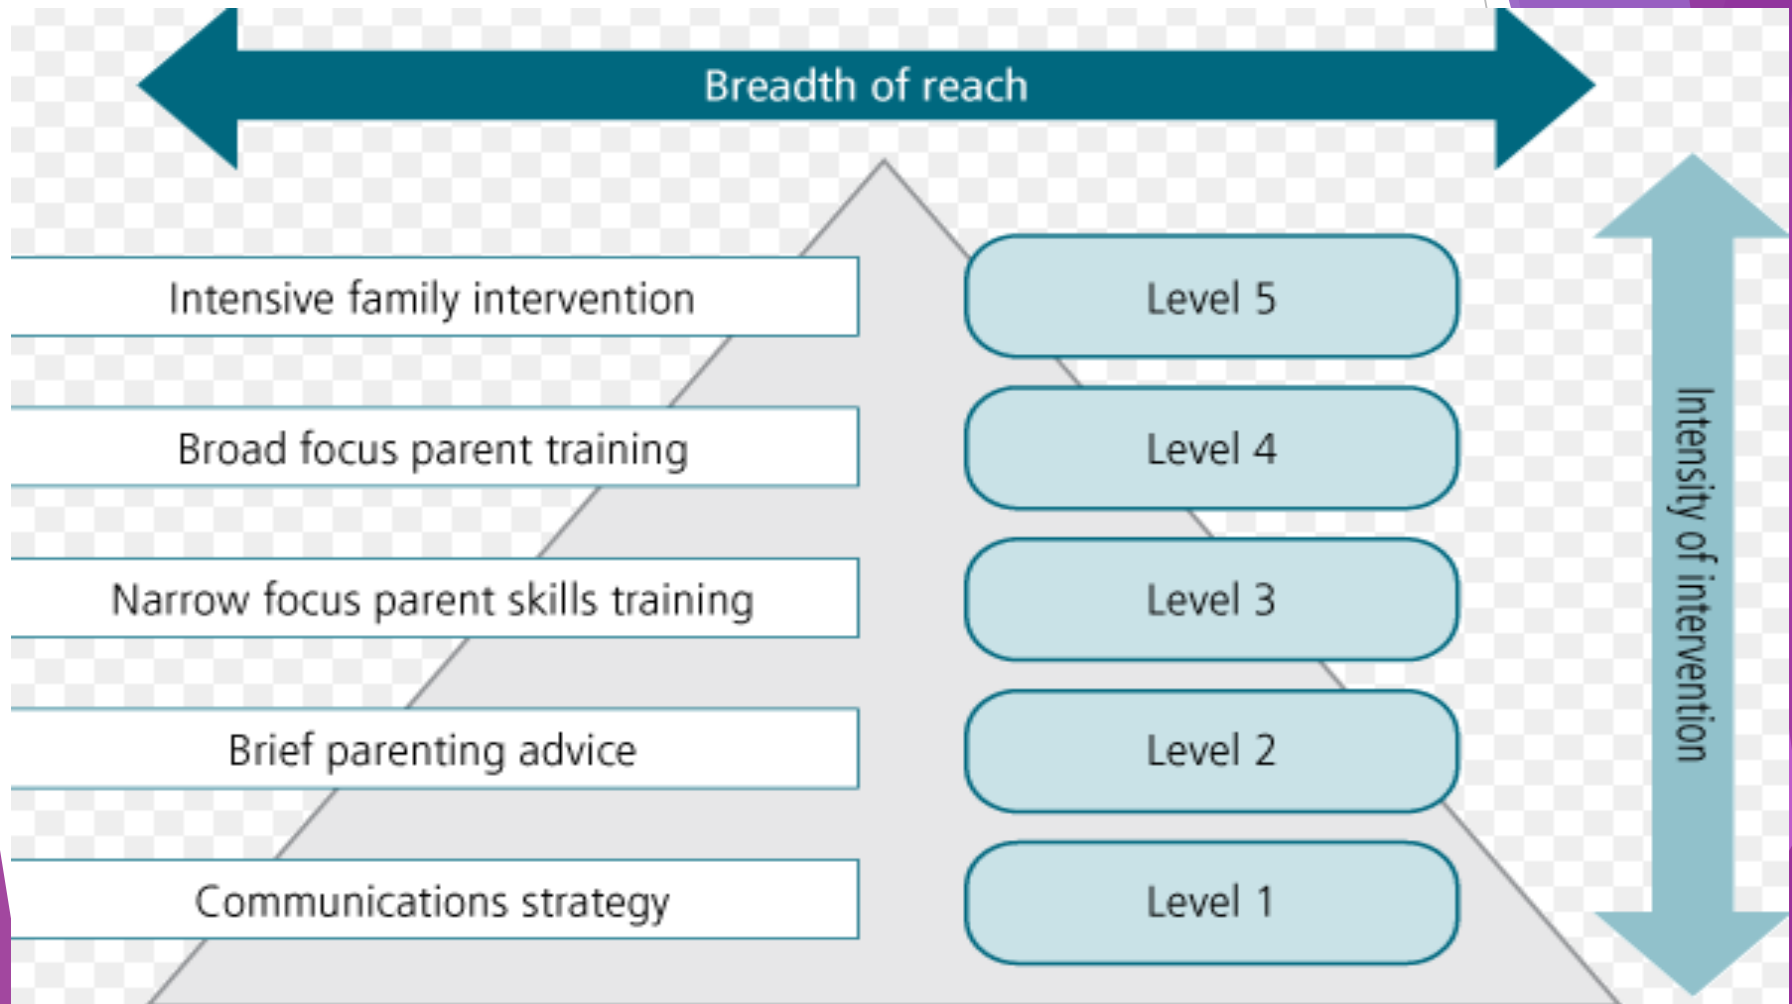 Breadth of reach
Intensive family intervention
Level 5
Broad focus parent training
Level 4
Narrow focus parent skills training
Level 3
Brief parenting advice
Level 2
Communications strategy
Level 1
Intensity of intervention